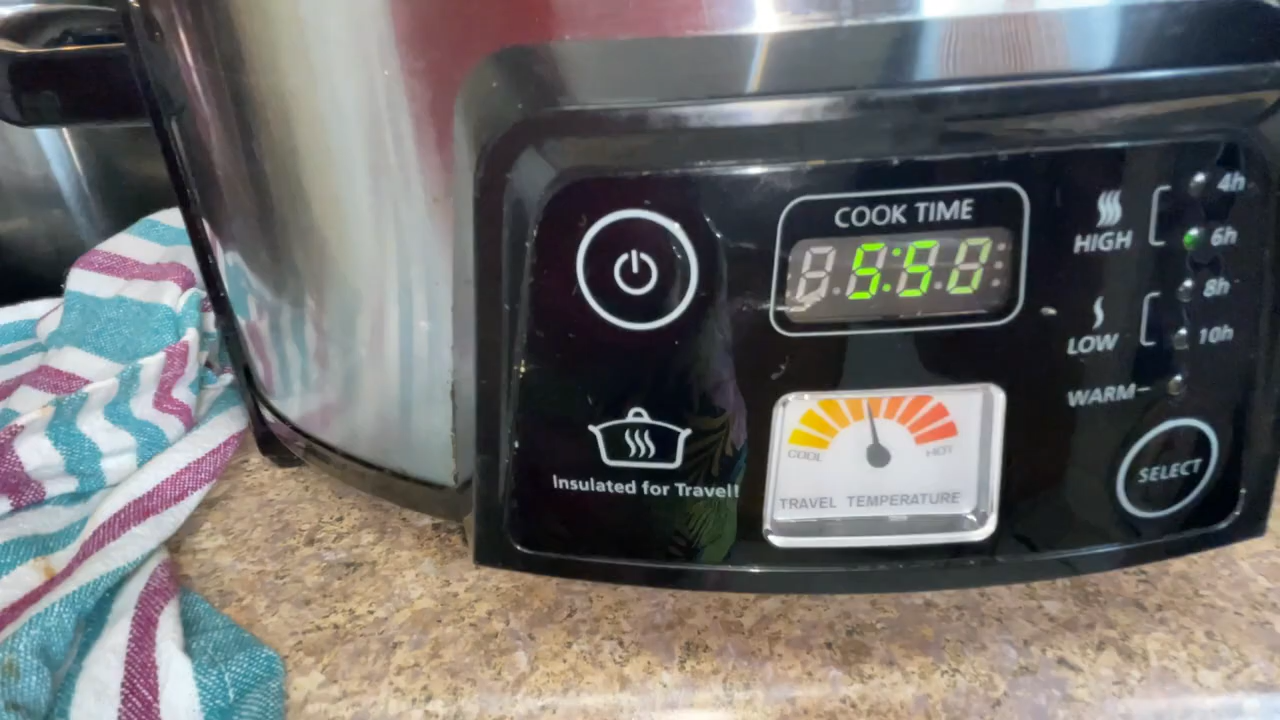 COOK TIME
5:50
HIGH
4h
6h
LOW
8h
10h
WARM
SELECT
Insulated for Travel!
COOL
HOT
TRAVEL TEMPERATURE